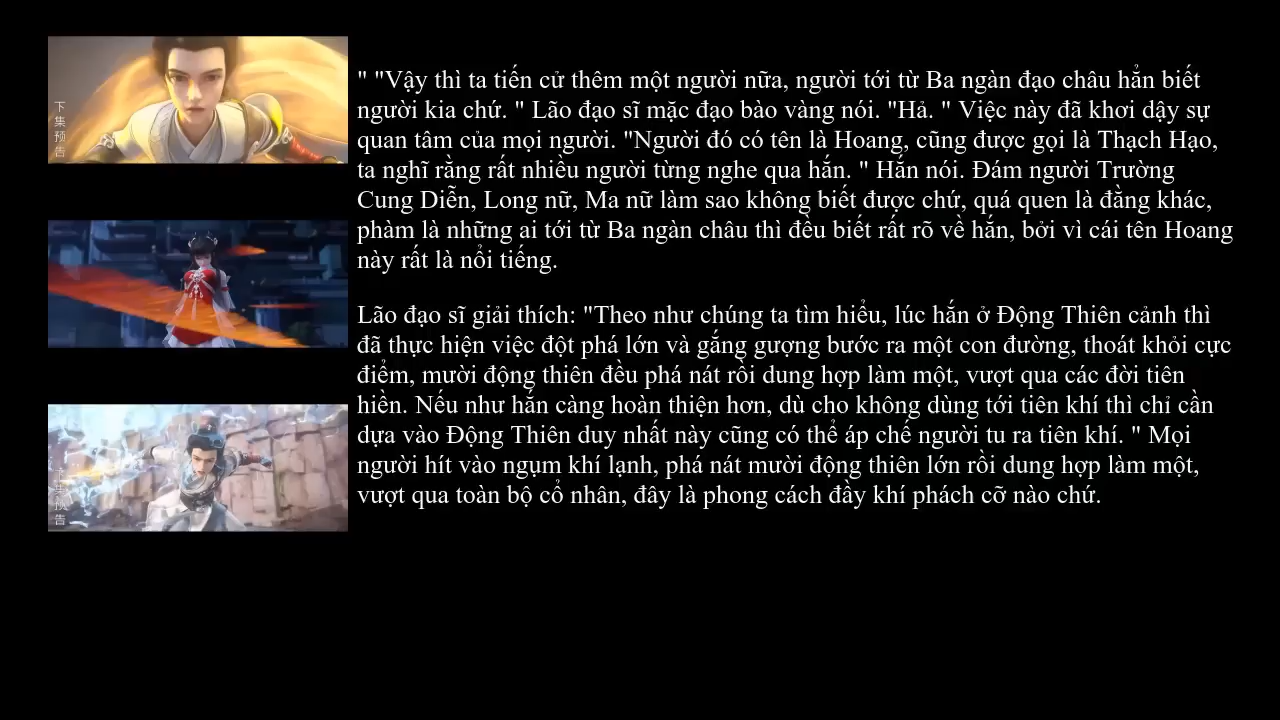 下集预告
" "Vậy thì ta tiến cử thêm một người nữa, người tới từ Ba ngàn đạo châu hẳn biết
người kia chứ. " Lão đạo sĩ mặc đạo bào vàng nói. "Hả. " Việc này đã khơi dậy sự
quan tâm của mọi người. "Người đó có tên là Hoang, cũng được gọi là Thạch Hạo,
ta nghĩ rằng rất nhiều người từng nghe qua hắn. " Hắn nói. Đám người Trường
Cung Diễn, Long nữ, Ma nữ làm sao không biết được chứ, quá quen là đằng khác,
phàm là những ai tới từ Ba ngàn châu thì đều biết rất rõ về hắn, bởi vì cái tên Hoang
này rất là nổi tiếng.
Lão đạo sĩ giải thích: "Theo như chúng ta tìm hiểu, lúc hắn ở Động Thiên cảnh thì
đã thực hiện việc đột phá lớn và gắng gượng bước ra một con đường, thoát khỏi cực
điểm, mười động thiên đều phá nát rồi dung hợp làm một, vượt qua các đời tiên
hiền. Nếu như hắn càng hoàn thiện hơn, dù cho không dùng tới tiên khí thì chỉ cần
dựa vào Động Thiên duy nhất này cũng có thể áp chế người tu ra tiên khí. " Mọi
người hít vào ngụm khí lạnh, phá nát mười động thiên lớn rồi dung hợp làm một,
vượt qua toàn bộ cổ nhân, đây là phong cách đầy khí phách cỡ nào chứ.
下集预告